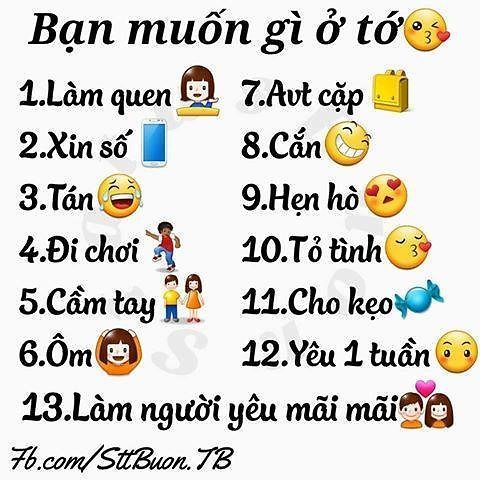 Bạn muốn gì ở tớ
1.Làm quen
2.Xin số
3.Tán
4.Đi chơi
5.Cầm tay
6.Ôm
7.Avt cặp
8.Cắn
9.Hẹn hò
10.Tỏ tình
11.Cho kẹo
12.Yêu 1 tuần
13.Làm người yêu mãi mãi
Fb.com/SttBuon.TB